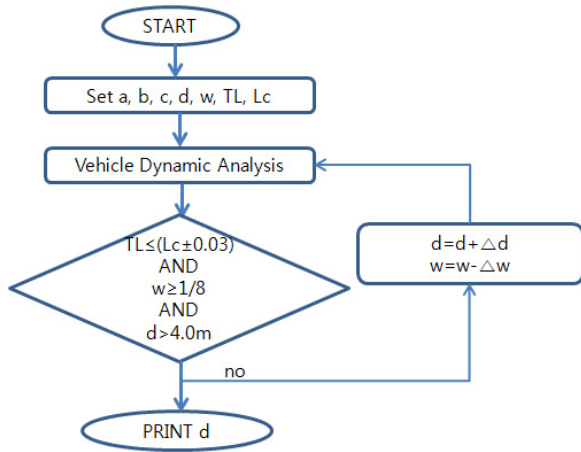 START
Set a, b, c, d, w, TL, Lc
Vehicle Dynamic Analysis
TL≤(Lc±0.03)
AND
w≥1/8
AND
d>4.0m
d=d+△d
w=w-△w
no
PRINT d